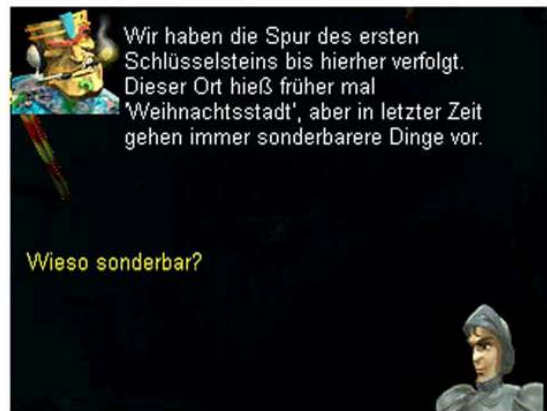 Wir haben die Spur des ersten
Schlüsselsteins bis hierher verfolgt.
Dieser Ort hieß früher mal
'Weihnachtsstadt', aber in letzter Zeit
gehen immer sonderbarere Dinge vor.
Wieso sonderbar?